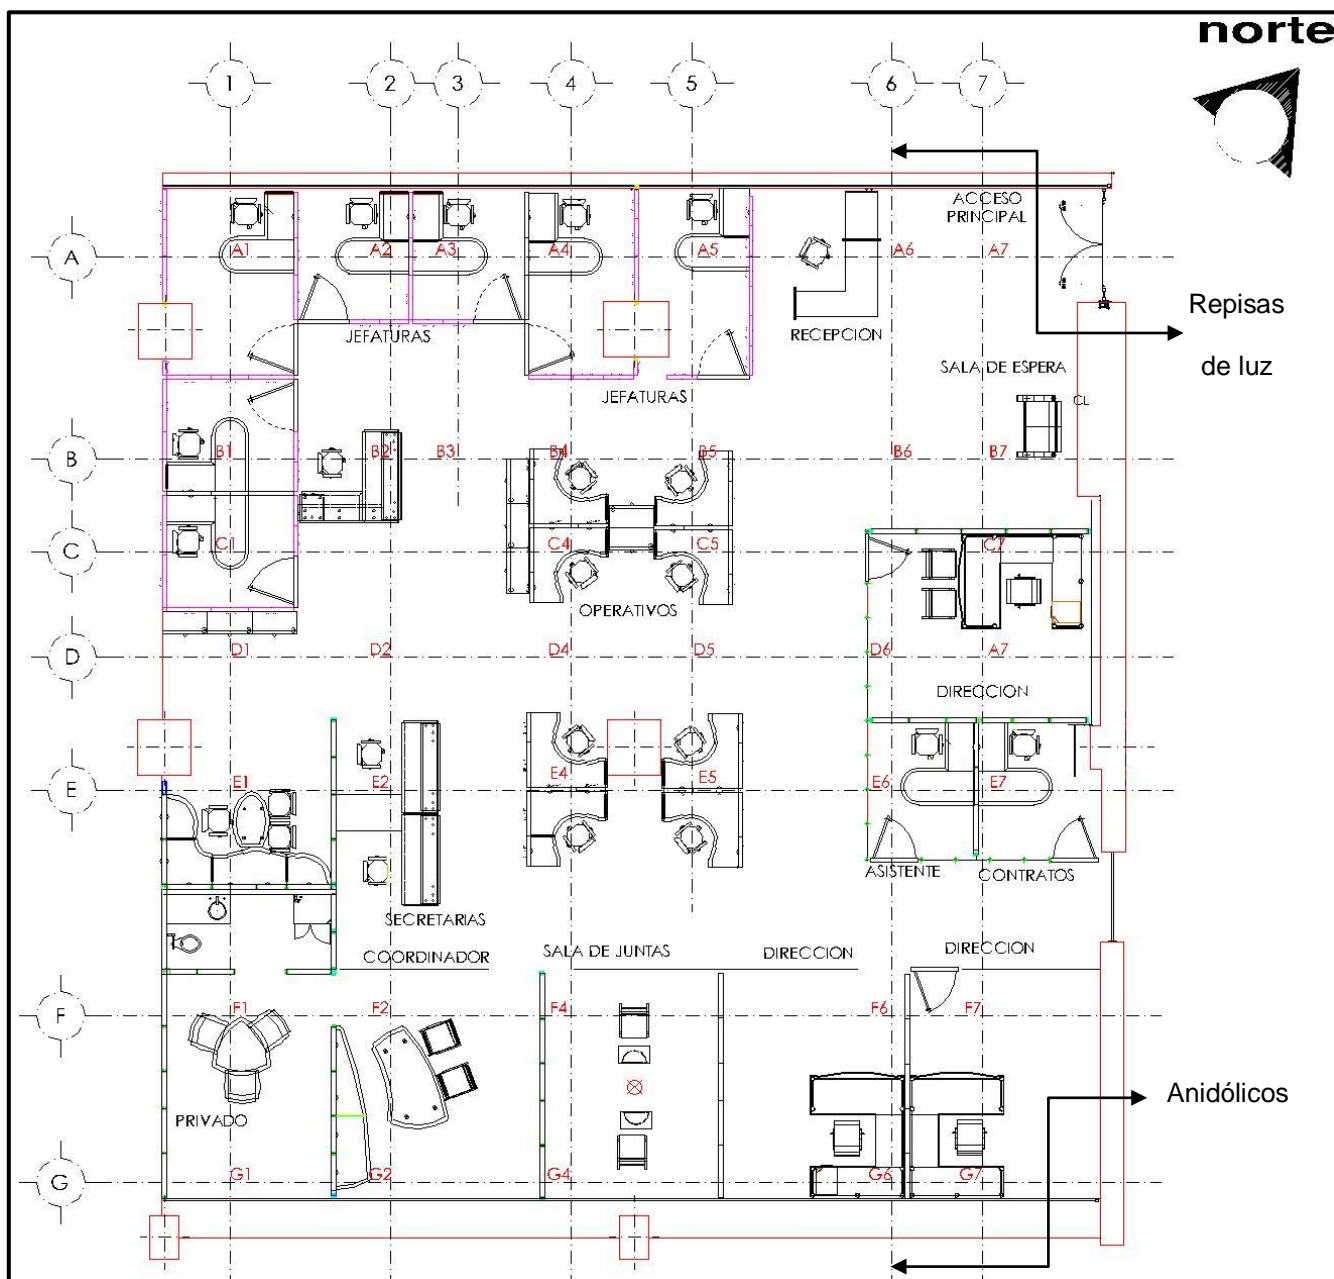 norte
1 2 3 4 5 6 7
ACCESO
PRINCIPAL
A A1 A2 A3 A4 A5 A6 A7
Repisas
RECEPCION
JEFATURAS
de luz
SALA DE ESPERA
JEFATURAS
CL
B B1 B2 B3 B4 B5 B6 B7
C C1 C4 C5 C7
OPERATIVOS
D D1 D2 D4 D5 D6 A7
DIRECCION
E E1 E2 E4 E5 E6 E7
ASISTENTE CONTRATOS
SECRETARIAS
COORDINADOR SALA DE JUNTAS DIRECCION DIRECCION
F F1 F2 F4 F6 F7
Anidólicos
PRIVADO
G G1 G2 G4 G6 G7